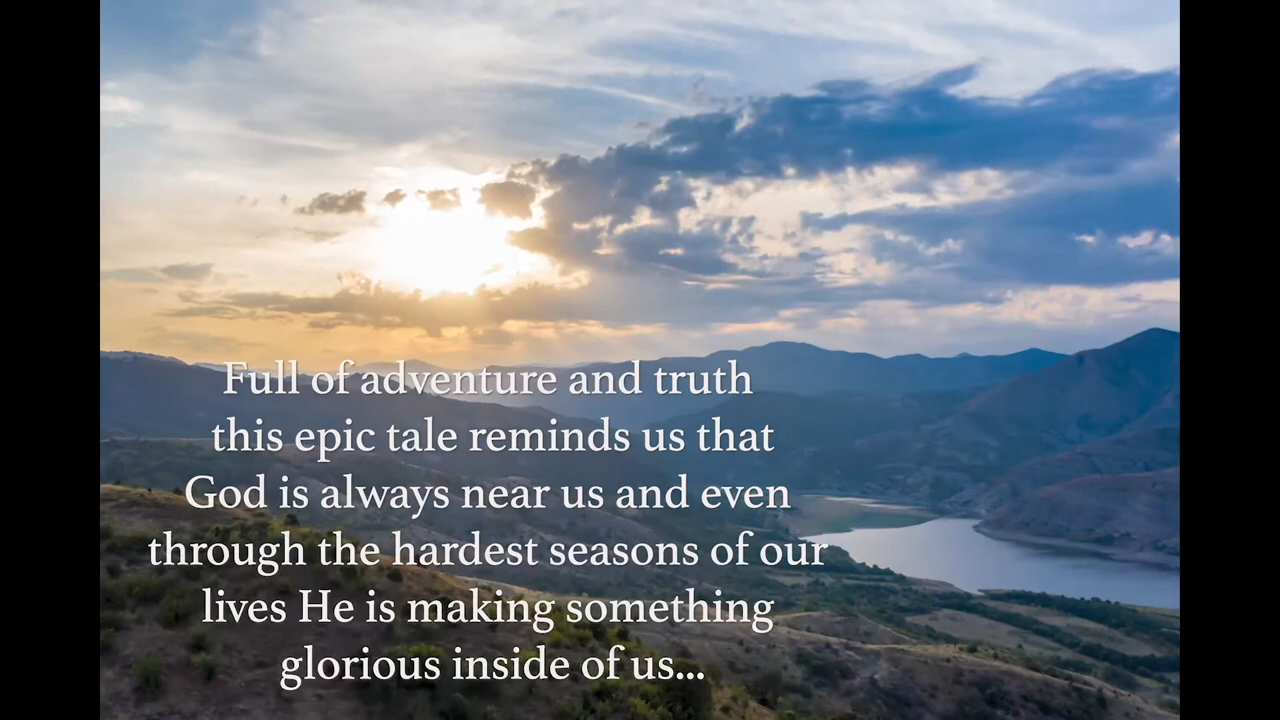 Full of adventure and truth
this epic tale reminds us that
God is always near us and even
through the hardest seasons of our
lives He is making something
glorious inside of us...